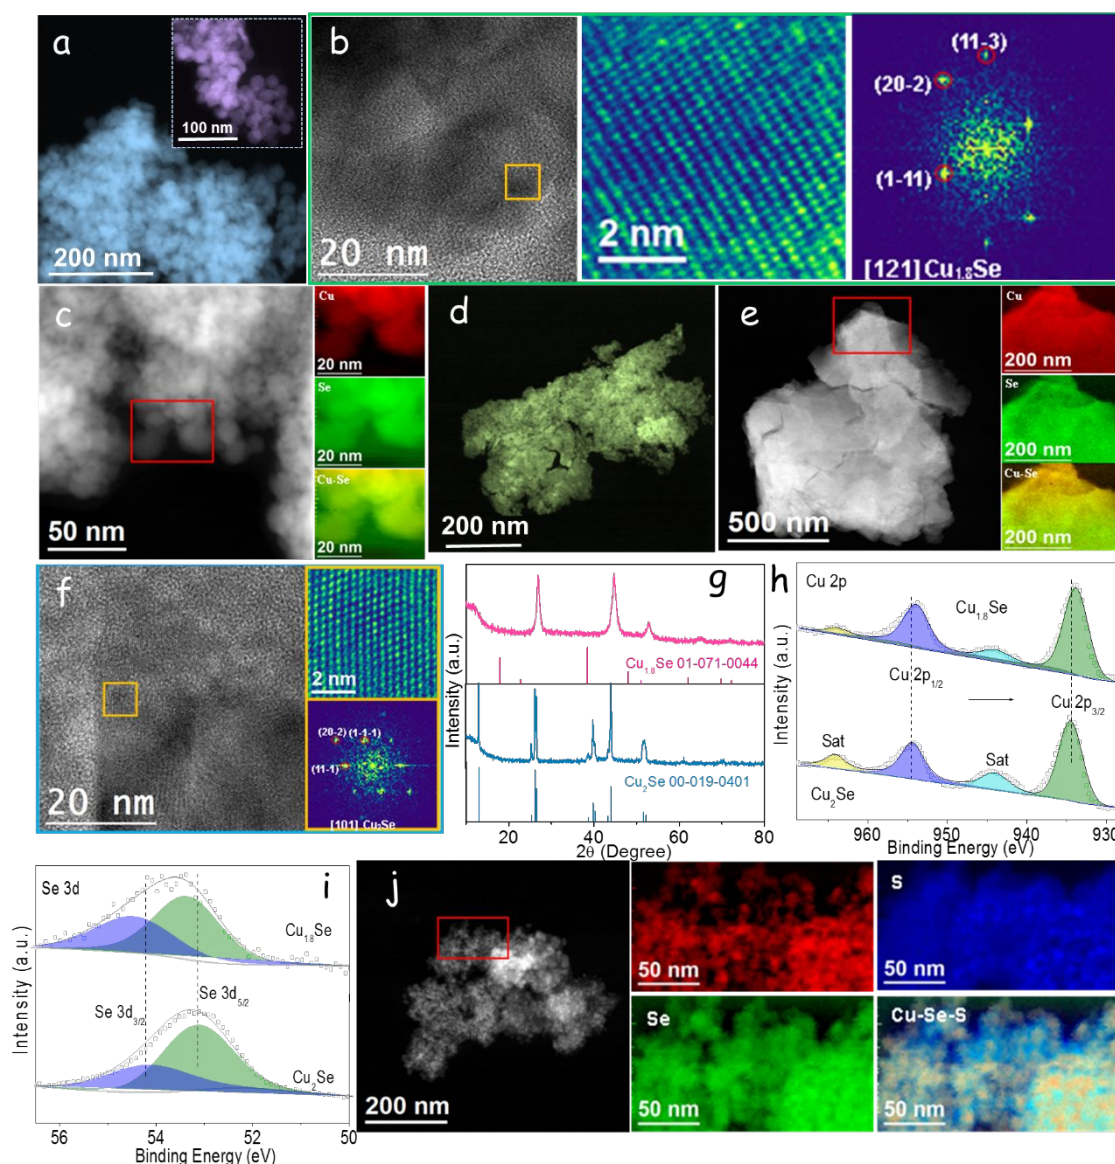 a
100 nm
200 nm
b
20 nm
2 nm
(11-3)
(20-2)
(1-11)
[121]Cu1.8Se
c
50 nm
Cu
20 nm
Se
20 nm
Cu-Se
20 nm
d
200 nm
e
500 nm
Cu
200 nm
Se
200 nm
200 nm
f
20 nm
2 nm
(20-2) (1-1-1)
(11-1)
[101] Cu2Se
g
Intensity (a.u.)
Cu1.8Se 01-071-0044
Cu2Se 00-019-0401
20 40 60 80
2θ (Degree)
h
Intensity (a.u.)
Cu 2p
Cu1.8Se
Cu 2p1/2
Cu 2p3/2
Sat
Sat
Cu2Se
960 950 940 930
Binding Energy (eV)
i
Intensity (a.u.)
Se 3d
Cu1.8Se
Se 3d5/2
Se 3d3/2
Cu2Se
56 54 52 50
Binding Energy (eV)
j
200 nm
50 nm
S
50 nm
Se
50 nm
Cu-Se-S
50 nm